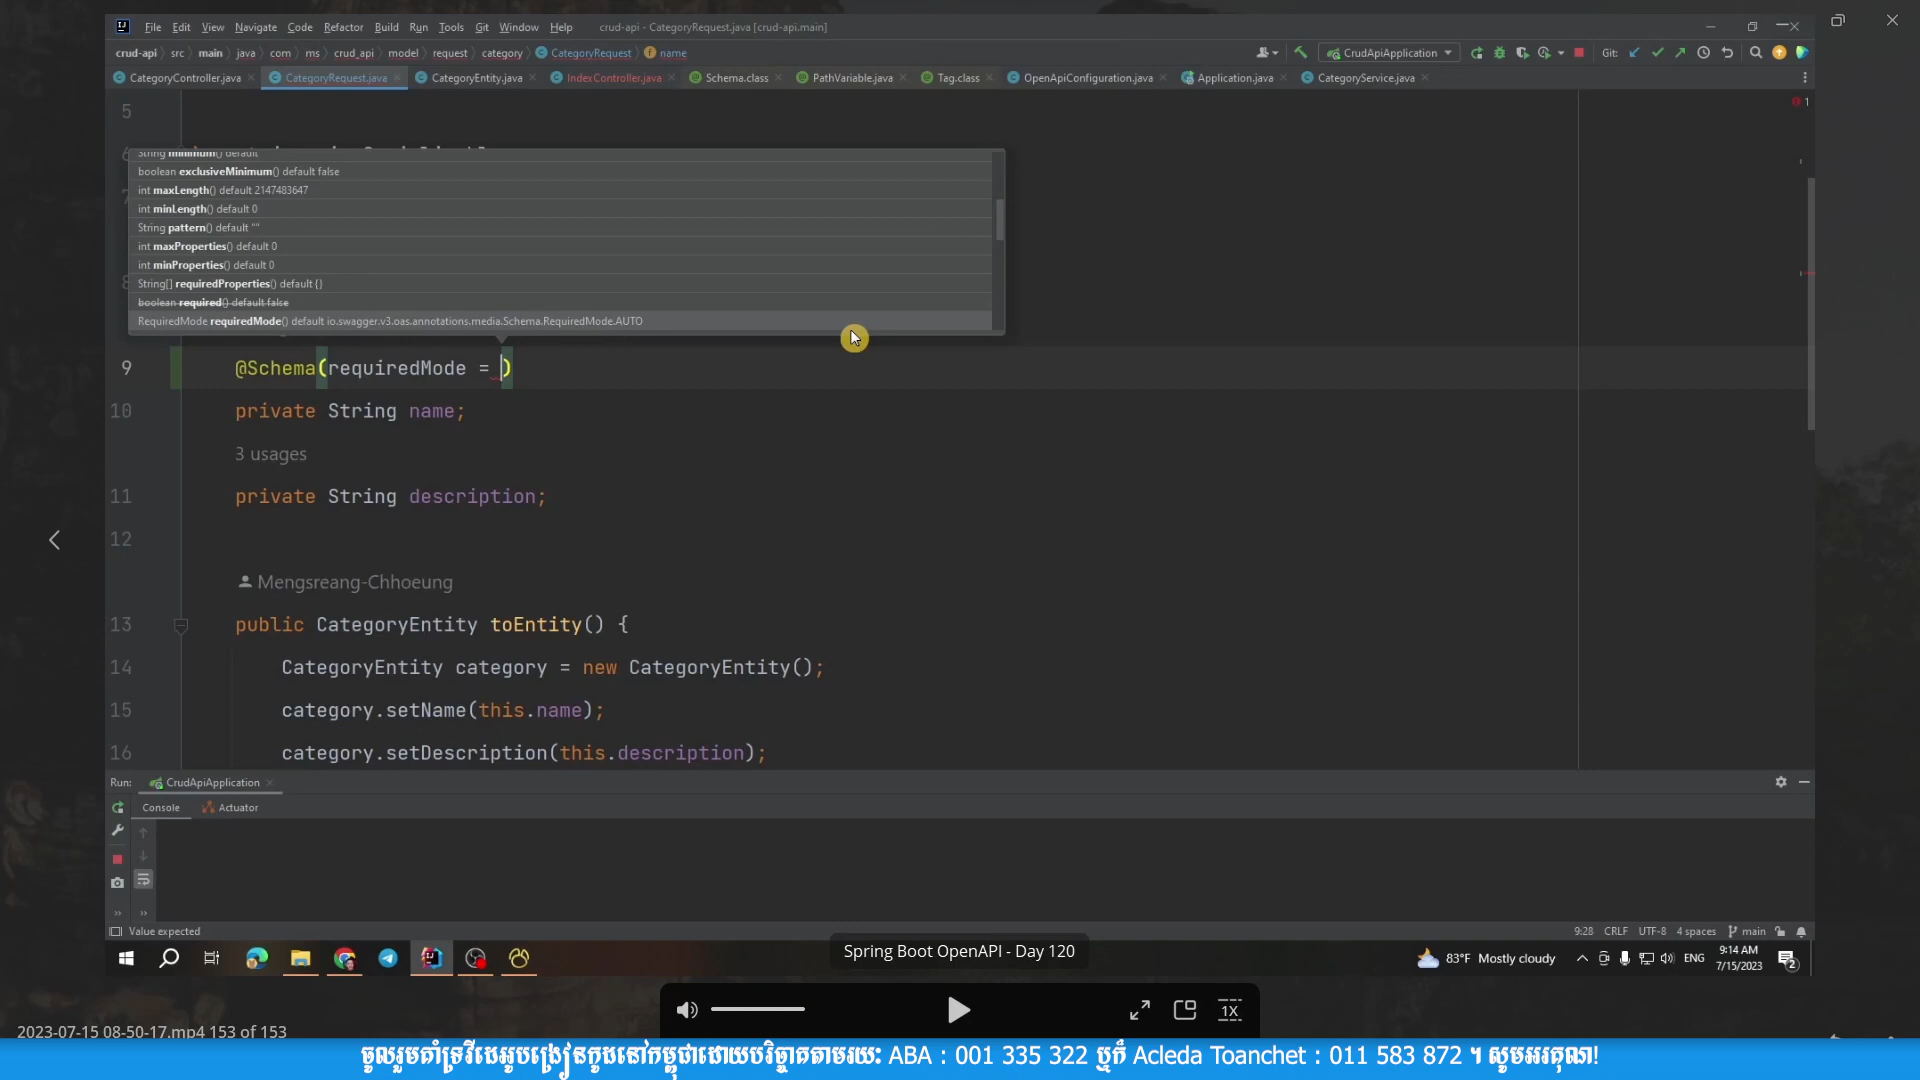 File Edit View Navigate Code Refactor Build Run Tools Git Window Help crud-api - CategoryRequest.java [crud-api.main]
crud-api src main java com ms crud_api model request category CategoryRequest name CrudApiApplication Git:
CategoryController.java CategoryRequest.java CategoryEntity.java IndexController.java Schema.class PathVariable.java Tag.class OpenApiConfiguration.java Application.java CategoryService.java
1
5
6
String minimum() default
boolean exclusiveMinimum() default false
int maxLength() default 2147483647
int minLength() default 0
String pattern() default ""
int maxProperties() default 0
int minProperties() default 0
String[] requiredProperties() default {}
boolean required() default false
RequiredMode requiredMode() default io.swagger.v3.oas.annotations.media.Schema.RequiredMode.AUTO
9 @Schema(requiredMode = )
10 private String name;
3 usages
11 private String description;
12
Mengsreang-Chhoeung
13 public CategoryEntity toEntity() {
14 CategoryEntity category = new CategoryEntity();
15 category.setName(this.name);
16 category.setDescription(this.description);
Run: CrudApiApplication
Console Actuator
Value expected 9:28 CRLF UTF-8 4 spaces main
Spring Boot OpenAPI - Day 120
83°F Mostly cloudy ENG 9:14 AM
7/15/2023
2
1X
2023-07-15 08-50-17.mp4 153 of 153
ចូលរួមគាំទ្រវីដេអូបង្រៀនកូដនៅកម្ពុជាដោយបរិច្ចាគតាមរយៈ ABA : 001 335 322 ឬក៏ Acleda Toanchet : 011 583 872 ។ សូមអរគុណ!